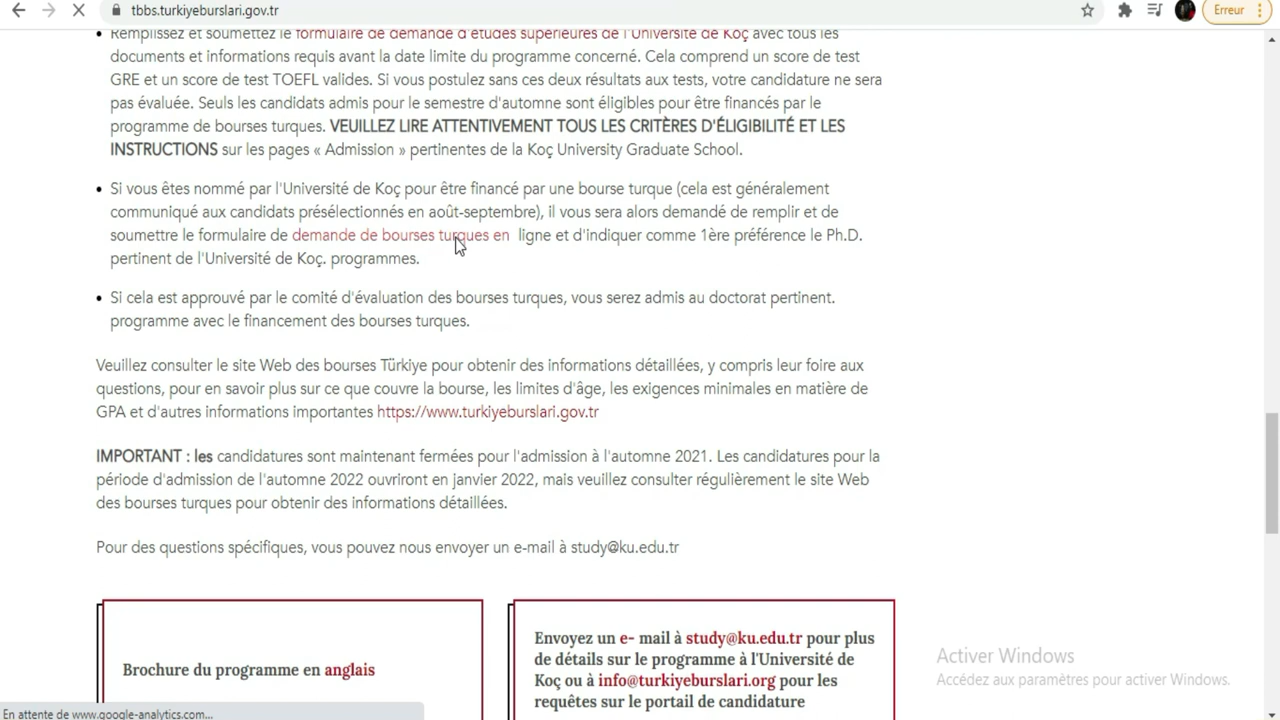 tbbs.turkiyeburslari.gov.tr
Erreur
Remplissez et soumettez le formulaire de demande d'études supérieures de l'Université de Koç avec tous les
documents et informations requis avant la date limite du programme concerné. Cela comprend un score de test
GRE et un score de test TOEFL valides. Si vous postulez sans ces deux résultats aux tests, votre candidature ne sera
pas évaluée. Seuls les candidats admis pour le semestre d'automne sont éligibles pour être financés par le
programme de bourses turques. VEUILLEZ LIRE ATTENTIVEMENT TOUS LES CRITÈRES D'ÉLIGIBILITÉ ET LES
INSTRUCTIONS sur les pages « Admission » pertinentes de la Koç University Graduate School.
• Si vous êtes nommé par l'Université de Koç pour être financé par une bourse turque (cela est généralement
communiqué aux candidats présélectionnés en août-septembre), il vous sera alors demandé de remplir et de
soumettre le formulaire de demande de bourses turques en ligne et d'indiquer comme 1ère préférence le Ph.D.
pertinent de l'Université de Koç. programmes.
• Si cela est approuvé par le comité d'évaluation des bourses turques, vous serez admis au doctorat pertinent.
programme avec le financement des bourses turques.
Veuillez consulter le site Web des bourses Türkiye pour obtenir des informations détaillées, y compris leur foire aux
questions, pour en savoir plus sur ce que couvre la bourse, les limites d'âge, les exigences minimales en matière de
GPA et d'autres informations importantes https://www.turkiyeburslari.gov.tr
IMPORTANT : les candidatures sont maintenant fermées pour l'admission à l'automne 2021. Les candidatures pour la
période d'admission de l'automne 2022 ouvriront en janvier 2022, mais veuillez consulter régulièrement le site Web
des bourses turques pour obtenir des informations détaillées.
Pour des questions spécifiques, vous pouvez nous envoyer un e-mail à study@ku.edu.tr
Brochure du programme en anglais
Envoyez un e- mail à study@ku.edu.tr pour plus
de détails sur le programme à l'Université de
Koç ou à info@turkiyeburslari.org pour les
requêtes sur le portail de candidature
Activer Windows
Accédez aux paramètres pour activer Windows.
En attente de www.google-analytics.com...